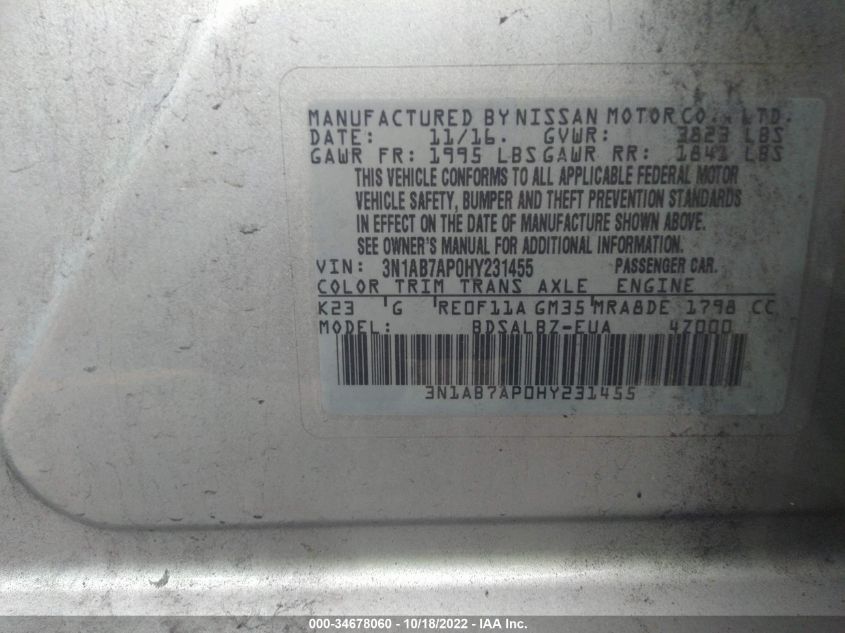 MANUFACTURED BY NISSAN MOTOR CO., LTD.
DATE: 11/16. GVWR: 3823 LBS
GAWR FR: 1995 LBS GAWR RR: 1841 LBS
THIS VEHICLE CONFORMS TO ALL APPLICABLE FEDERAL MOTOR
VEHICLE SAFETY, BUMPER AND THEFT PREVENTION STANDARDS
IN EFFECT ON THE DATE OF MANUFACTURE SHOWN ABOVE.
SEE OWNER'S MANUAL FOR ADDITIONAL INFORMATION.
VIN: 3N1AB7AP0HY231455 PASSENGER CAR.
COLOR TRIM TRANS AXLE ENGINE
K23 G RE0F11A GM35 MRA8DE 1798 CC
MODEL: BDSALBZ-EUA 4Z000
3N1AB7AP0HY231455
000-34678060 - 10/18/2022 - IAA Inc.